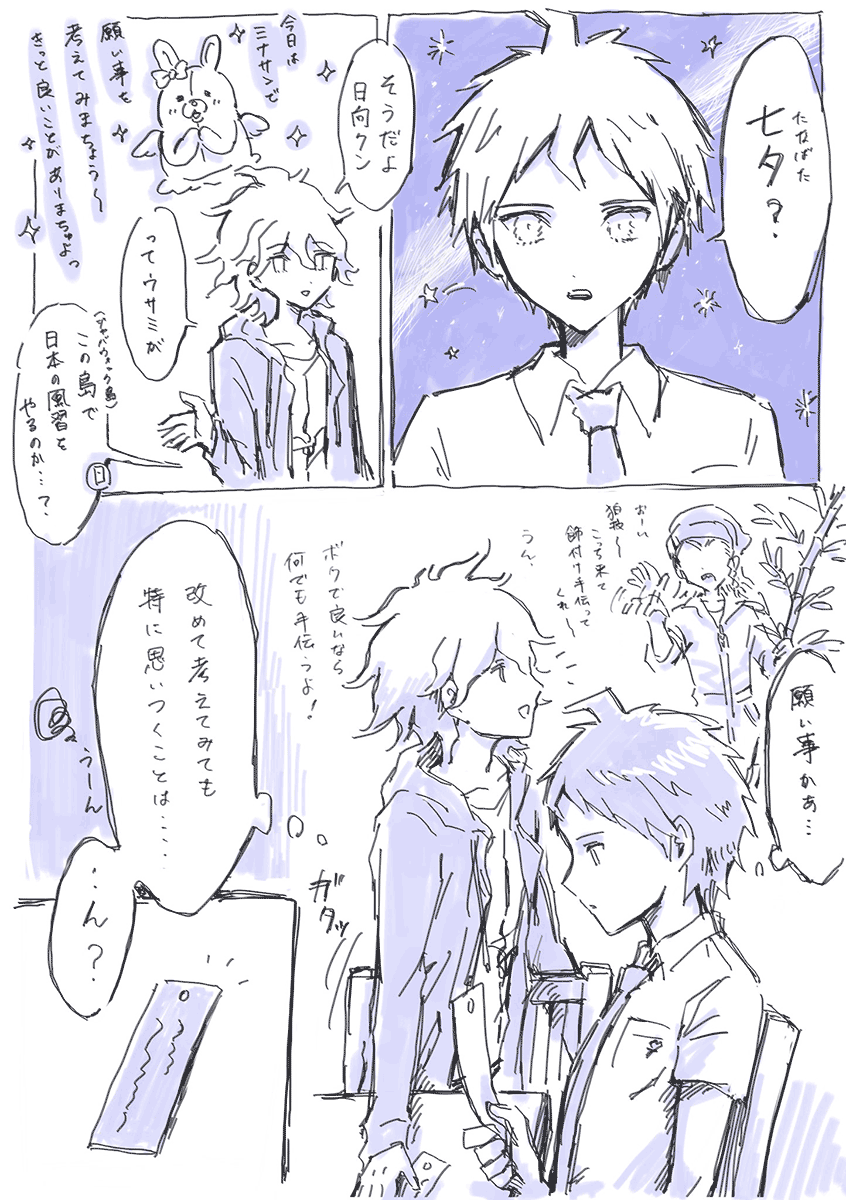 たなばた
七夕?
そうだよ
日向クン
今日は
ミナサンで
願い事を
考えてみまちょう〜
きっと良いことがありまちゅよっ
ってウサミが
(ジャバウォック島)
この島で
日本の風習を
やるのか…?
日
おーい
狛枝〜
こっち来て
飾付け手伝って
くれ〜
うん、
ボクで良いなら
何でも手伝うよ!
願い事かぁ…
ガタッ
改めて考えてみても
特に思いつくことは……
うーん
…ん?